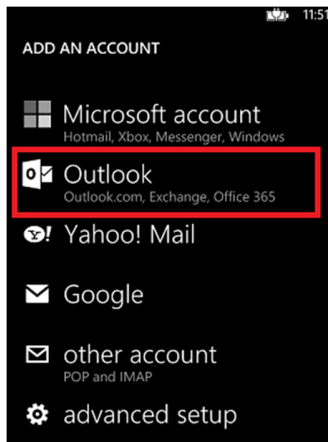 11:51
ADD AN ACCOUNT
Microsoft account
Hotmail, Xbox, Messenger, Windows
Outlook
Outlook.com, Exchange, Office 365
Yahoo! Mail
Google
other account
POP and IMAP
advanced setup